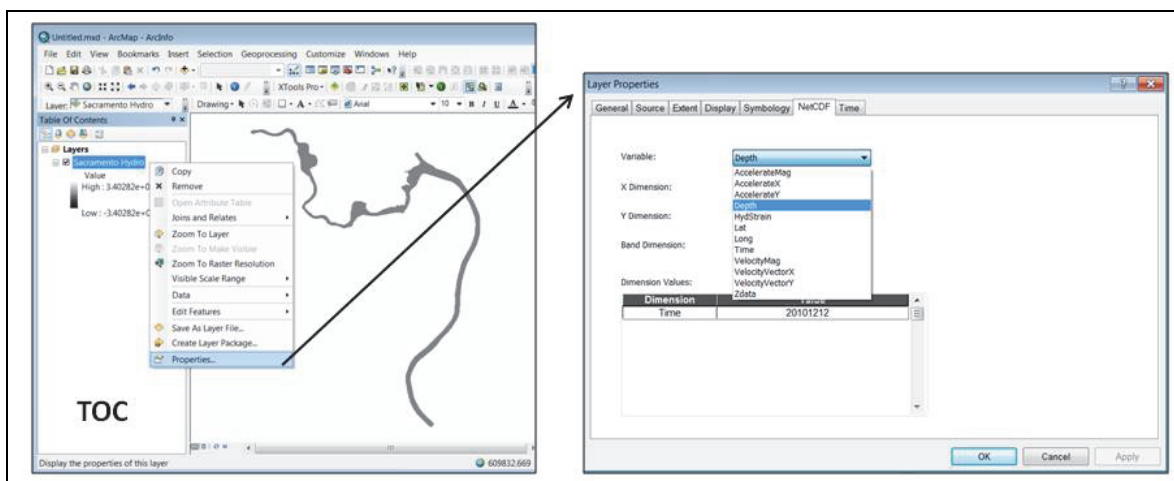 Untitled.mxd - ArcMap - ArcInfo
File Edit View Bookmarks Insert Selection Geoprocessing Customize Windows Help
XTools Pro
Layer: Sacramento Hydro
Drawing
Arial
10
B I U A
Table Of Contents
Layers
Sacramento Hydro
Value
High : 3.40282e+0
Low : -3.40282e+0
Copy
Remove
Open Attribute Table
Joins and Relates
Zoom To Layer
Zoom To Make Visible
Zoom To Raster Resolution
Visible Scale Range
Data
Edit Features
Save As Layer File...
Create Layer Package...
Properties...
TOC
Display the properties of this layer
609832.669
Layer Properties
General Source Extent Display Symbology NetCDF Time
Variable: Depth
AccelerateMag
AccelerateX
AccelerateY
Depth
HydStrain
Lat
Long
Time
VelocityMag
VelocityVectorX
VelocityVectorY
Zdata
X Dimension:
Y Dimension:
Band Dimension:
Dimension Values:
Dimension Value
Time 20101212
OK Cancel Apply